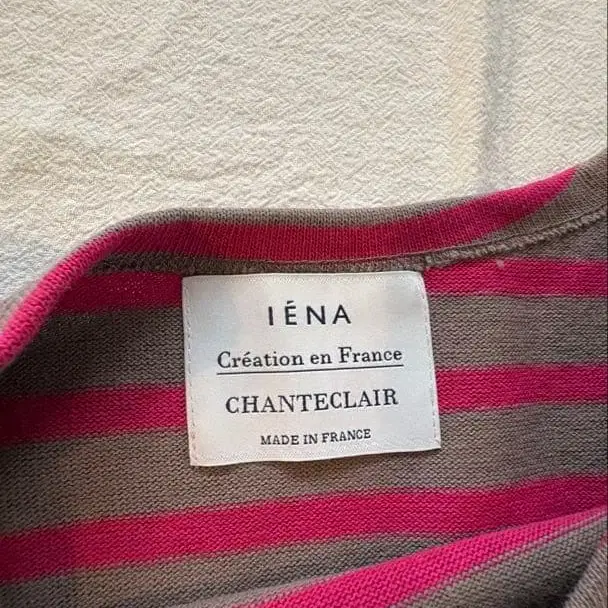 IÉNA
Création en France
CHANTECLAIR
MADE IN FRANCE